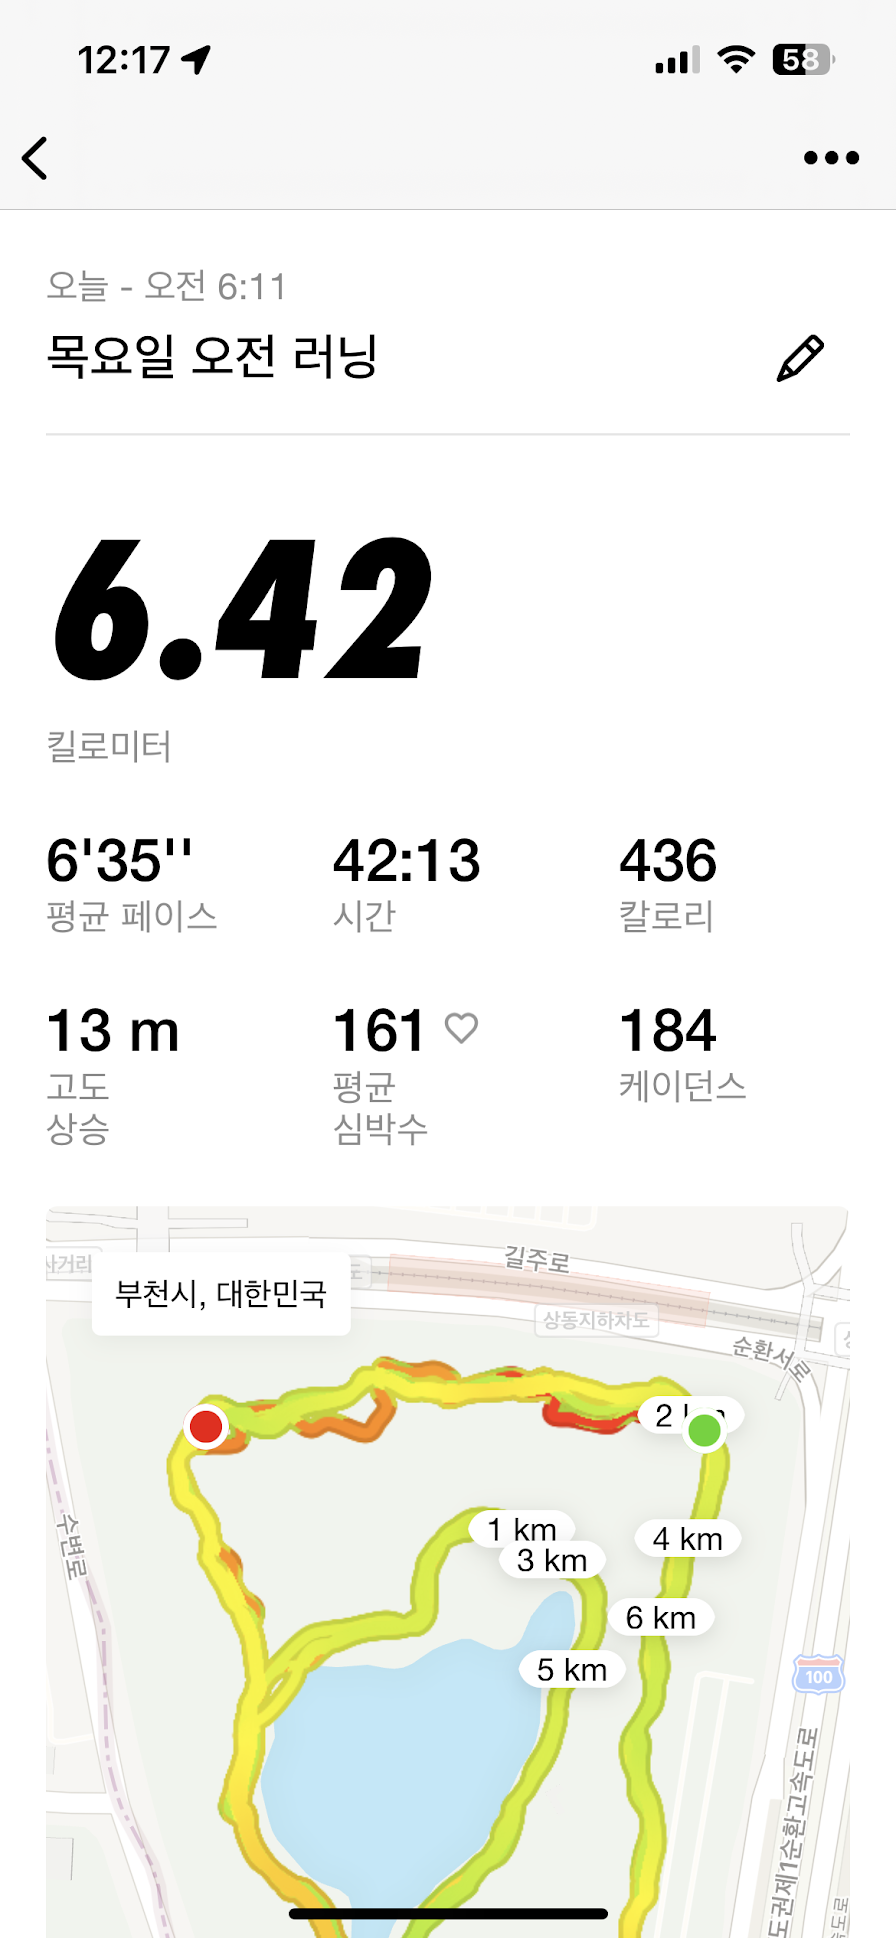 12:17
58
오늘 - 오전 6:11
목요일 오전 러닝
6.42
킬로미터
6'35''
평균 페이스
42:13
시간
436
칼로리
13 m
고도
상승
161
평균
심박수
184
케이던스
사거리
길주로
부천시, 대한민국
상동지하차도
순환서로
2 km
1 km
3 km
4 km
수변로
6 km
5 km
100
도권제1순환고속도로